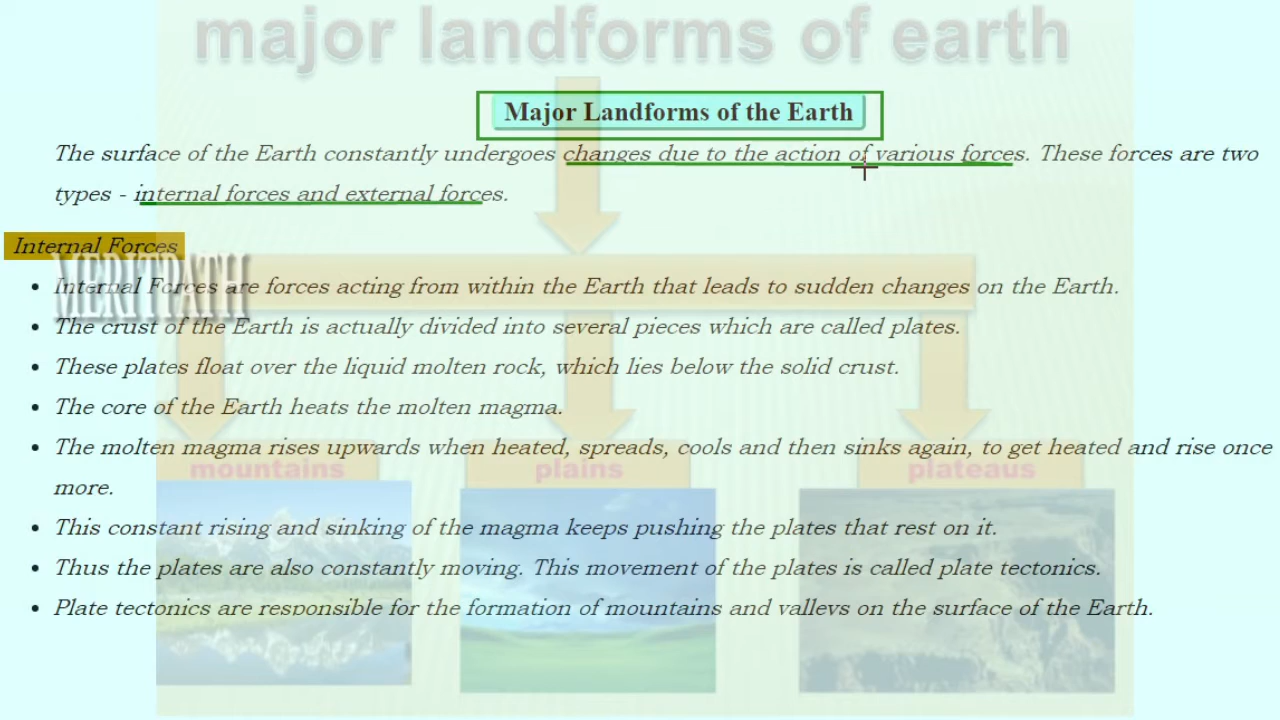 major landforms of earth
Major Landforms of the Earth
The surface of the Earth constantly undergoes changes due to the action of various forces. These forces are two
types - internal forces and external forces.
Internal Forces
MERITPATH
Internal Forces are forces acting from within the Earth that leads to sudden changes on the Earth.
The crust of the Earth is actually divided into several pieces which are called plates.
These plates float over the liquid molten rock, which lies below the solid crust.
The core of the Earth heats the molten magma.
The molten magma rises upwards when heated, spreads, cools and then sinks again, to get heated and rise once
more.
mountains plains plateaus
This constant rising and sinking of the magma keeps pushing the plates that rest on it.
Thus the plates are also constantly moving. This movement of the plates is called plate tectonics.
Plate tectonics are responsible for the formation of mountains and valleys on the surface of the Earth.